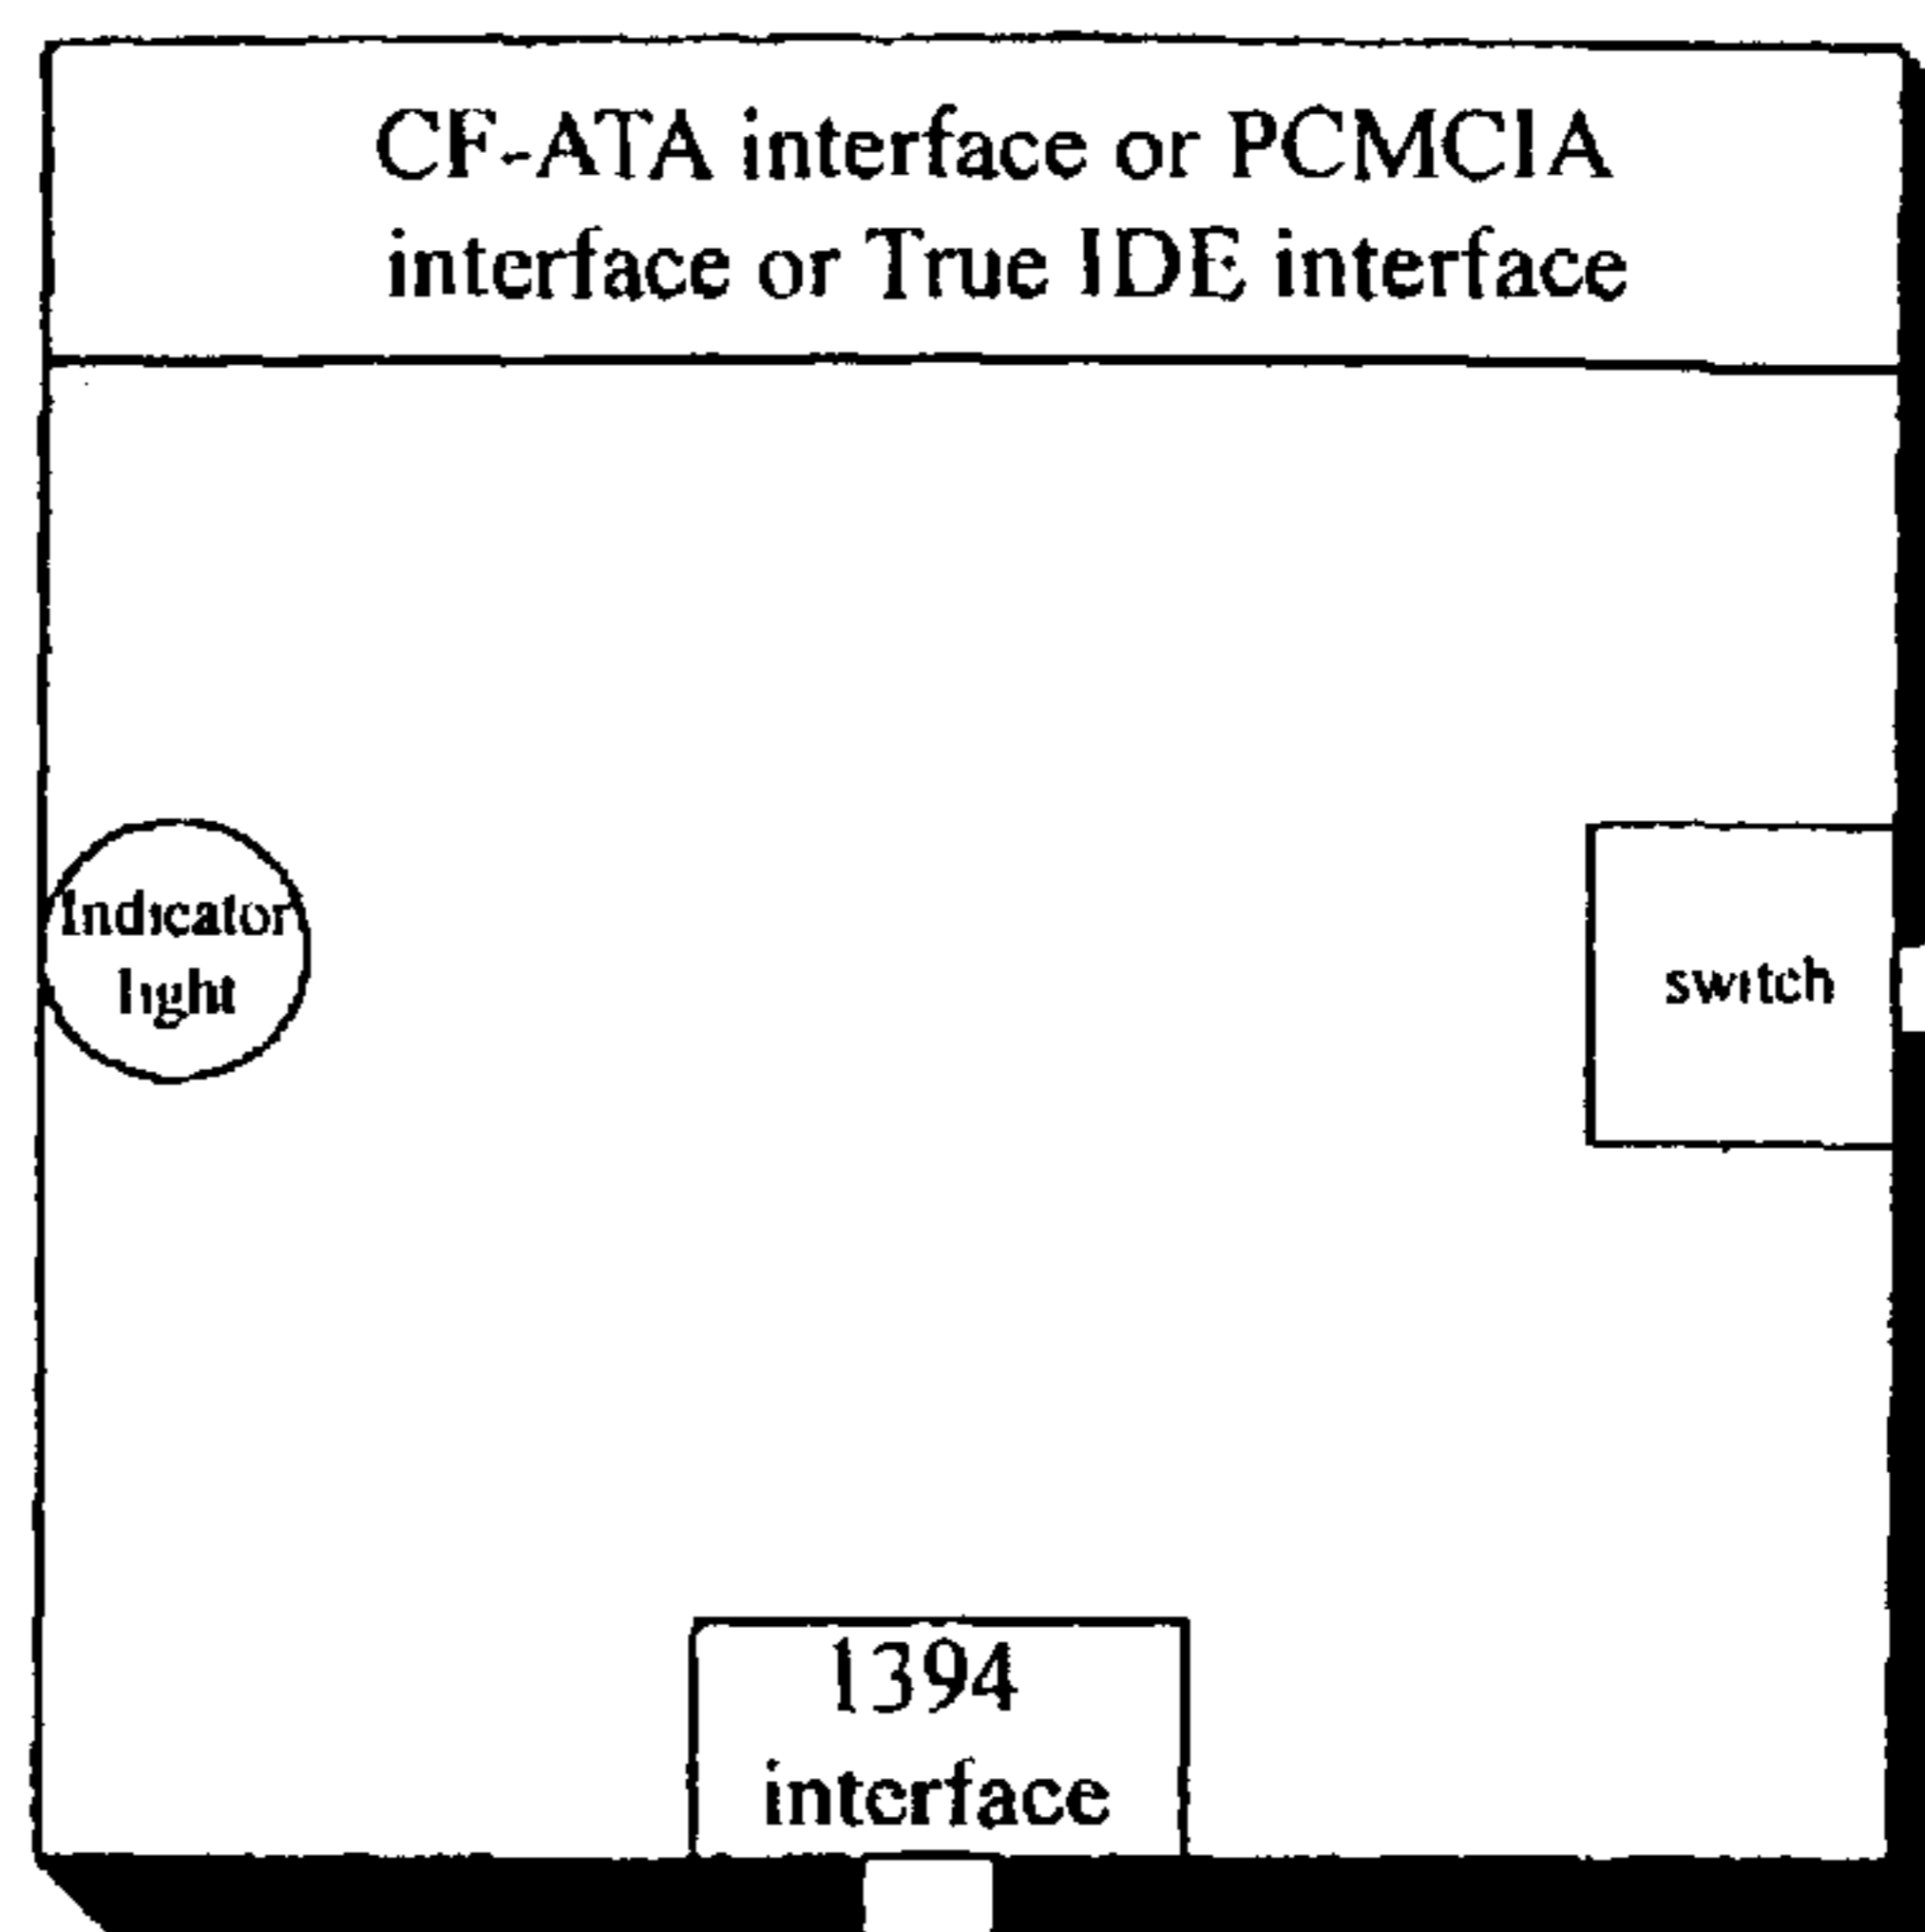 CF-ATA interface or PCMCIA
interface or True IDE interface
Indicator
light
switch
1394
interface